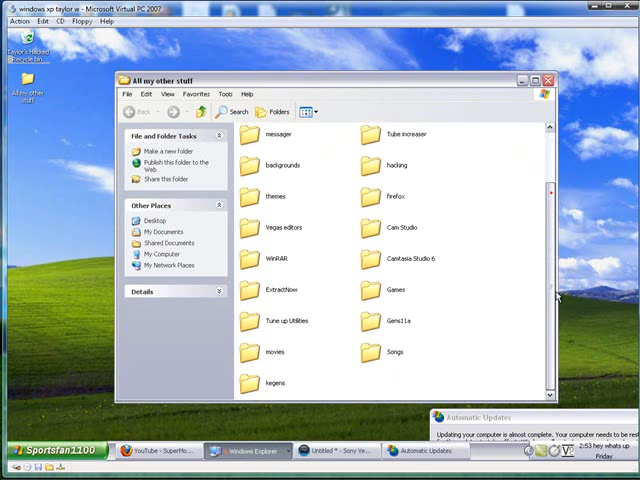 windows xp taylor w - Microsoft Virtual PC 2007
Action Edit CD Floppy Help
Taylor's Hacked
Recycle bin
All my other
stuff
All my other stuff
File Edit View Favorites Tools Help
Back Search Folders
File and Folder Tasks
Make a new folder
Publish this folder to the
Web
Share this folder
Other Places
Desktop
My Documents
Shared Documents
My Computer
My Network Places
Details
messager Tube increaser
backgrounds hacking
themes firefox
Vegas editors Cam Studio
WinRAR Camtasia Studio 6
ExtractNow Games
Tune up Utilities Gens11a
movies Songs
kegens
Automatic Updates
Updating your computer is almost complete. Your computer needs to be rest
Sportsfan1100 YouTube - SuperMo... Windows Explorer Untitled * - Sony Ve... Automatic Updates 2:53 hey whats up
Friday